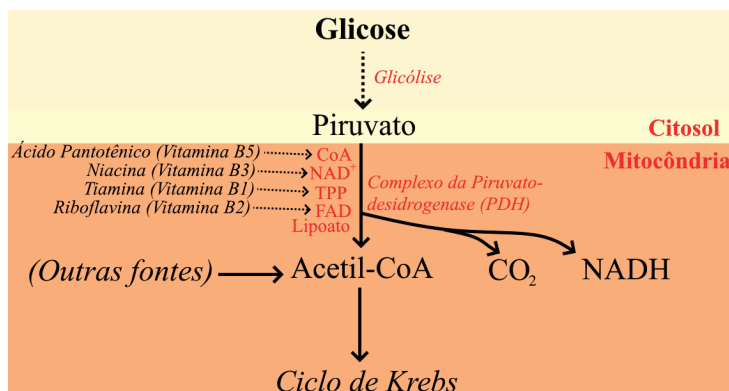 Glicose
Glicólise
Piruvato
Citosol
Mitocôndria
Ácido Pantotênico (Vitamina B5)
CoA
Niacina (Vitamina B3)
NAD+
Tiamina (Vitamina B1)
TPP
Riboflavina (Vitamina B2)
FAD
Lipoato
Complexo da Piruvato-
desidrogenase (PDH)
(Outras fontes)
Acetil-CoA
CO₂
NADH
Ciclo de Krebs